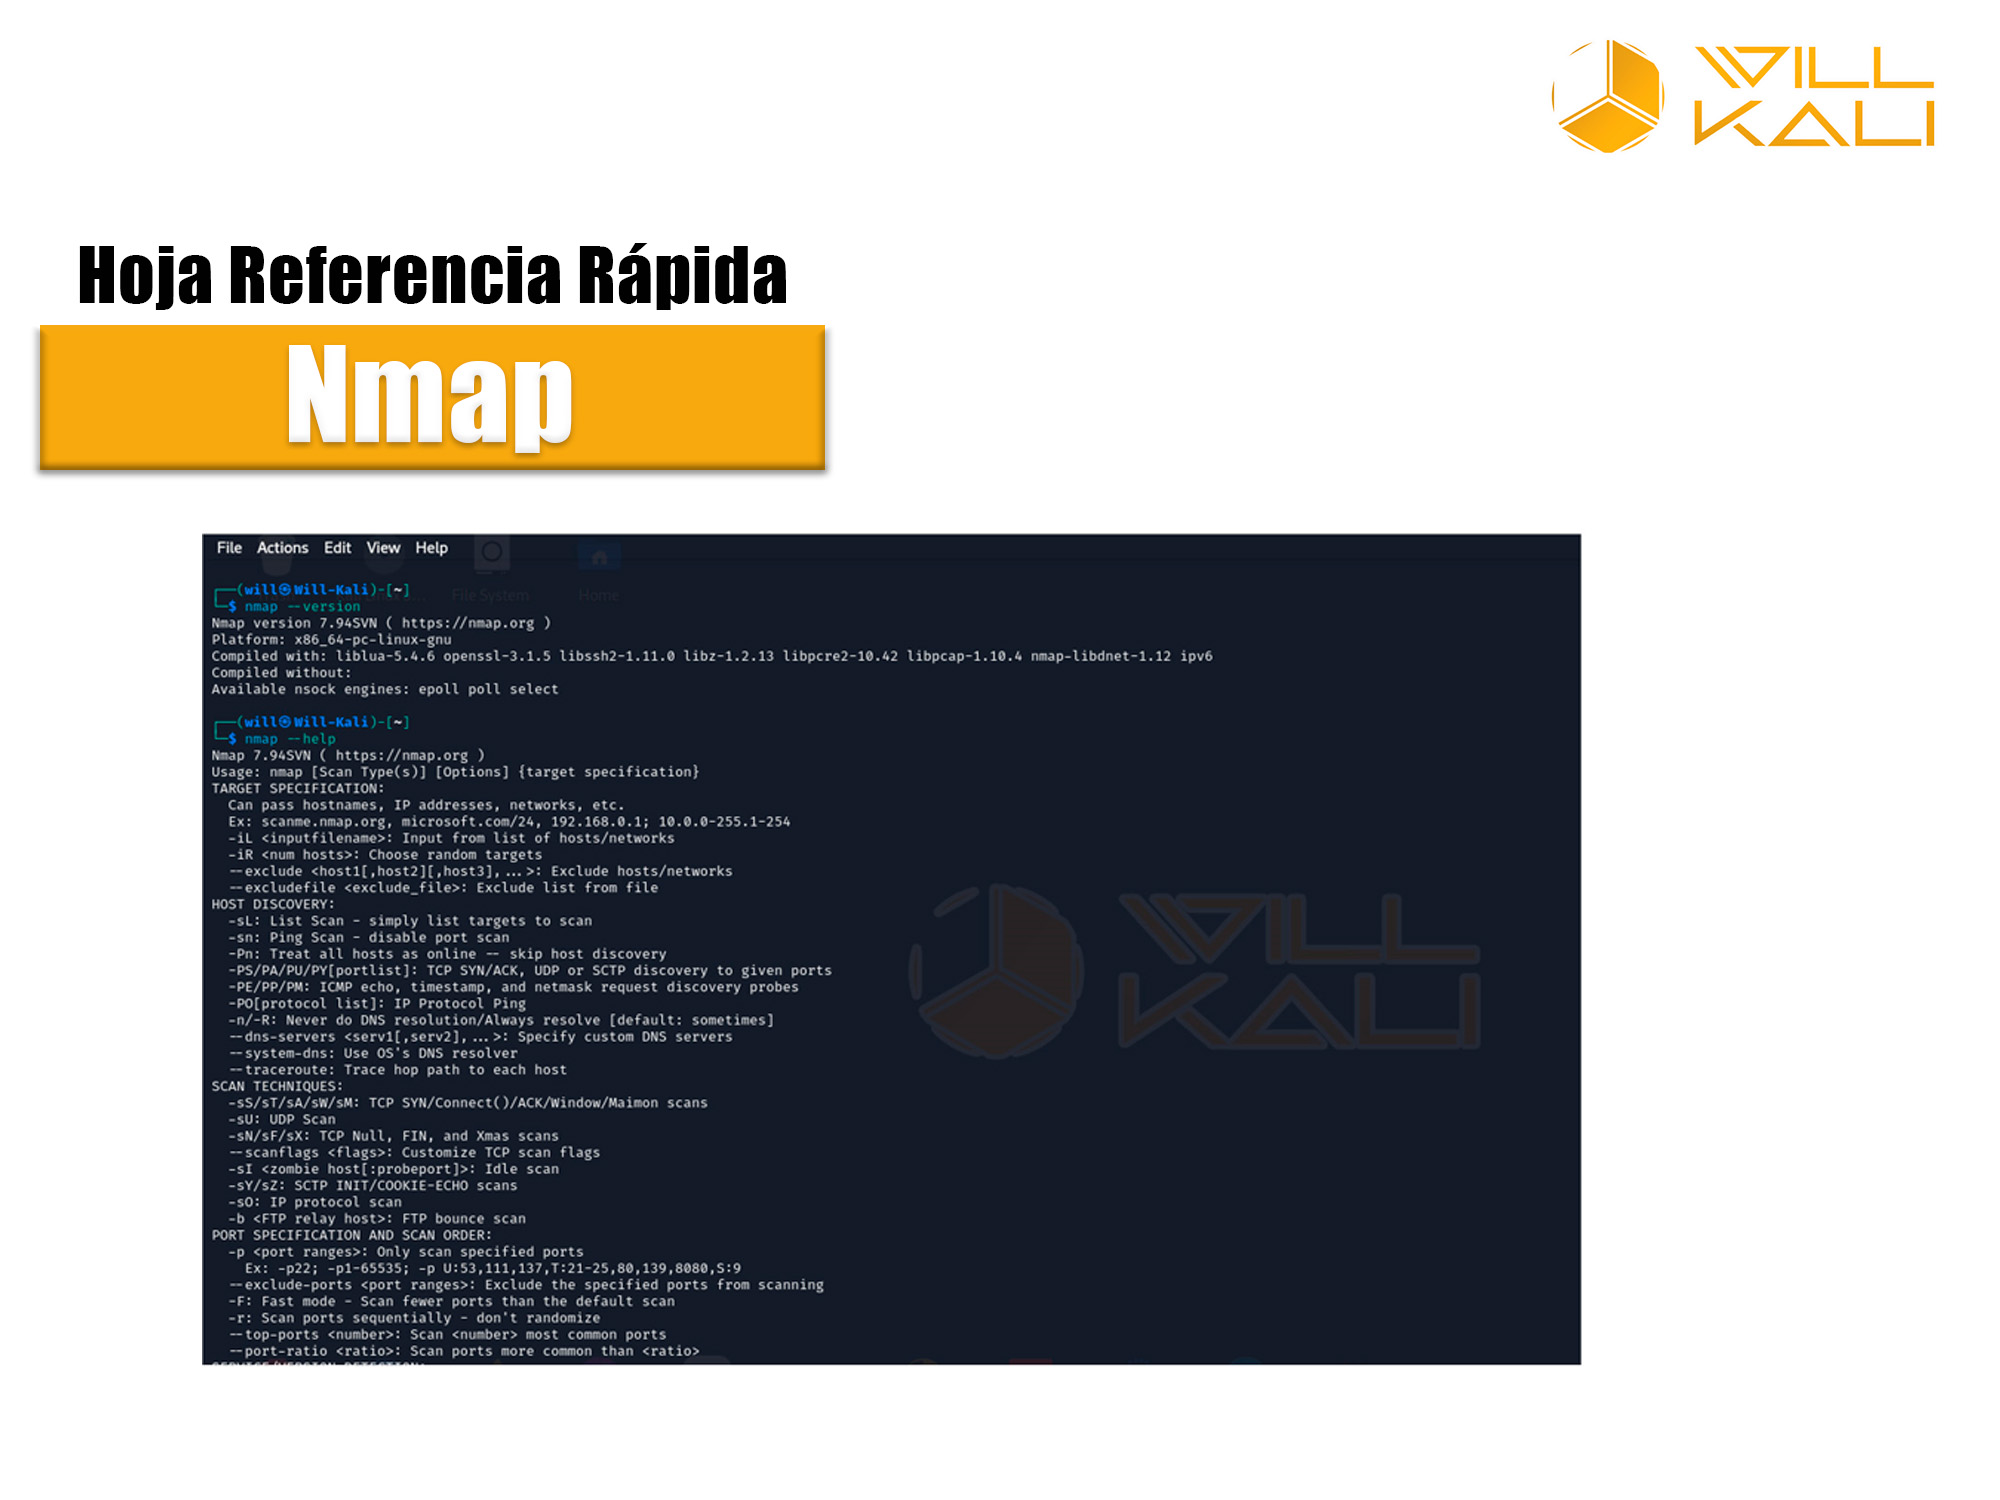 WILL
KALI
Hoja Referencia Rápida
Nmap
File Actions Edit View Help
File System Home
┌──(will㉿Will-Kali)-[~]
└─$ nmap --version
Nmap version 7.94SVN ( https://nmap.org )
Platform: x86_64-pc-linux-gnu
Compiled with: liblua-5.4.6 openssl-3.1.5 libssh2-1.11.0 libz-1.2.13 libpcre2-10.42 libpcap-1.10.4 nmap-libdnet-1.12 ipv6
Compiled without:
Available nsock engines: epoll poll select
┌──(will㉿Will-Kali)-[~]
└─$ nmap --help
Nmap 7.94SVN ( https://nmap.org )
Usage: nmap [Scan Type(s)] [Options] {target specification}
TARGET SPECIFICATION:
Can pass hostnames, IP addresses, networks, etc.
Ex: scanme.nmap.org, microsoft.com/24, 192.168.0.1; 10.0.0-255.1-254
-iL <inputfilename>: Input from list of hosts/networks
-iR <num hosts>: Choose random targets
--exclude <host1[,host2][,host3],...>: Exclude hosts/networks
--excludefile <exclude_file>: Exclude list from file
HOST DISCOVERY:
-sL: List Scan - simply list targets to scan
-sn: Ping Scan - disable port scan
-Pn: Treat all hosts as online -- skip host discovery
-PS/PA/PU/PY[portlist]: TCP SYN/ACK, UDP or SCTP discovery to given ports
-PE/PP/PM: ICMP echo, timestamp, and netmask request discovery probes
-PO[protocol list]: IP Protocol Ping
-n/-R: Never do DNS resolution/Always resolve [default: sometimes]
--dns-servers <serv1[,serv2],...>: Specify custom DNS servers
--system-dns: Use OS's DNS resolver
--traceroute: Trace hop path to each host
SCAN TECHNIQUES:
-sS/sT/sA/sW/sM: TCP SYN/Connect()/ACK/Window/Maimon scans
-sU: UDP Scan
-sN/sF/sX: TCP Null, FIN, and Xmas scans
--scanflags <flags>: Customize TCP scan flags
-sI <zombie host[:probeport]>: Idle scan
-sY/sZ: SCTP INIT/COOKIE-ECHO scans
-sO: IP protocol scan
-b <FTP relay host>: FTP bounce scan
PORT SPECIFICATION AND SCAN ORDER:
-p <port ranges>: Only scan specified ports
Ex: -p22; -p1-65535; -p U:53,111,137,T:21-25,80,139,8080,S:9
--exclude-ports <port ranges>: Exclude the specified ports from scanning
-F: Fast mode - Scan fewer ports than the default scan
-r: Scan ports sequentially - don't randomize
--top-ports <number>: Scan <number> most common ports
--port-ratio <ratio>: Scan ports more common than <ratio>
WILL
KALI